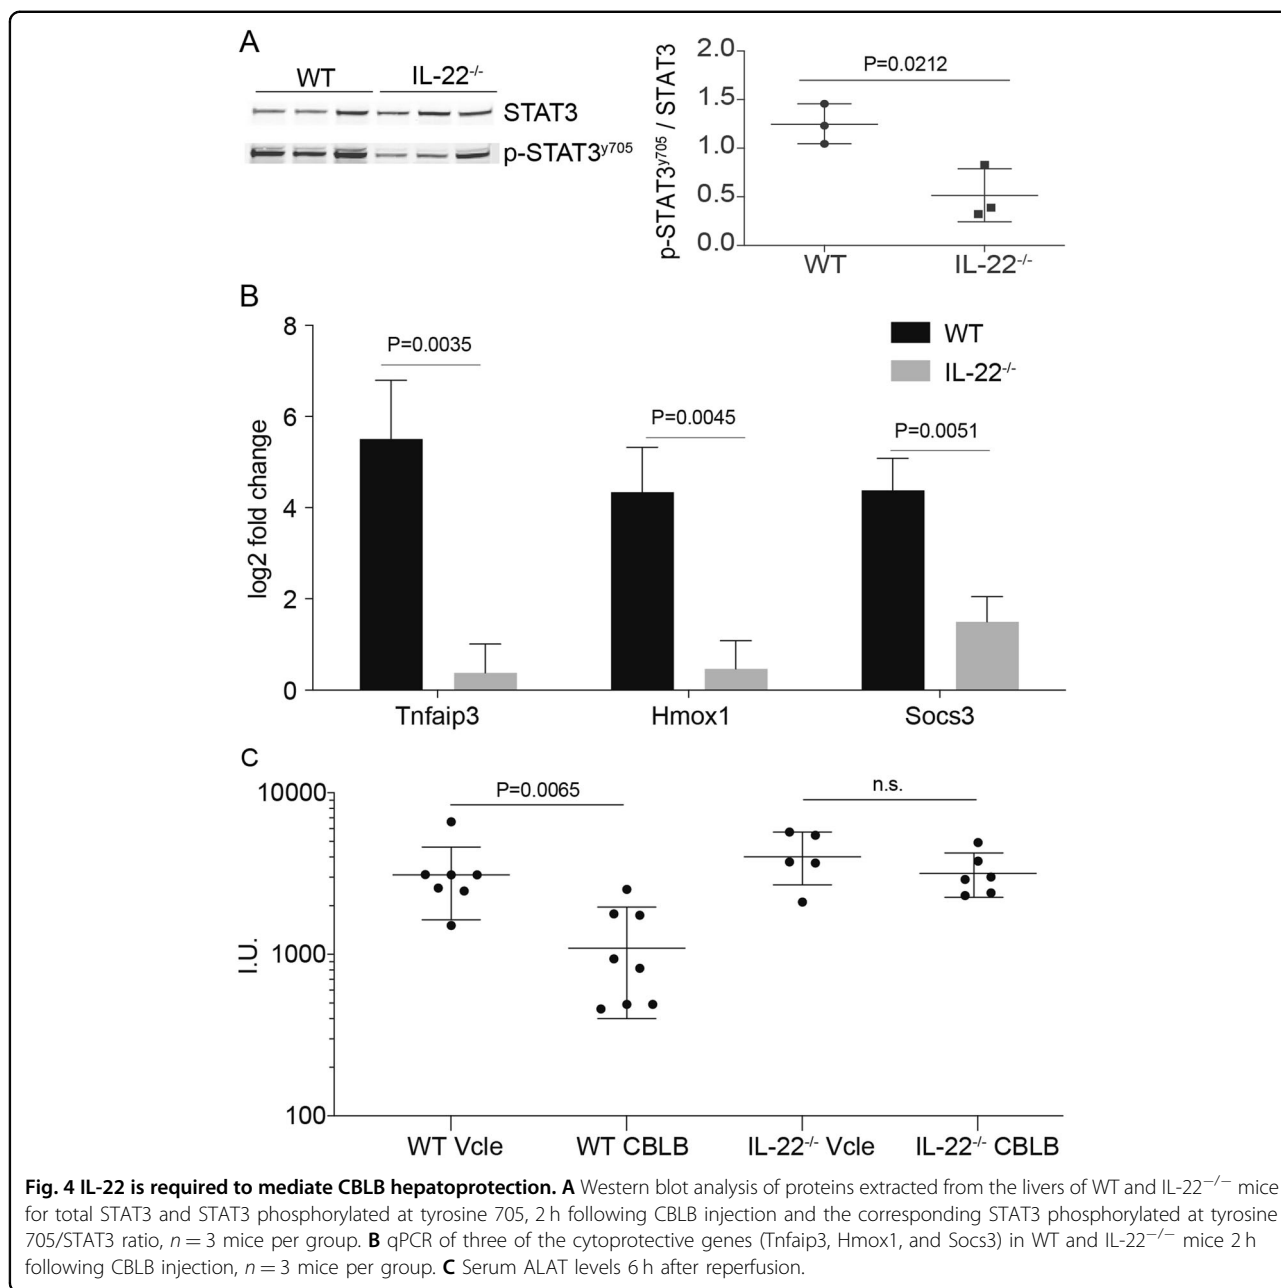 A
WT IL-22-/-
STAT3
p-STAT3y705
p-STAT3y705 / STAT3
2.0
1.5
1.0
0.5
0.0
P=0.0212
WT IL-22-/-
B
log2 fold change
8
6
4
2
0
P=0.0035
P=0.0045
P=0.0051
WT
IL-22-/-
Tnfaip3 Hmox1 Socs3
C
I.U.
10000
1000
100
P=0.0065
n.s.
WT Vcle WT CBLB IL-22-/- Vcle IL-22-/- CBLB
Fig. 4 IL-22 is required to mediate CBLB hepatoprotection. A Western blot analysis of proteins extracted from the livers of WT and IL-22−/− mice
for total STAT3 and STAT3 phosphorylated at tyrosine 705, 2 h following CBLB injection and the corresponding STAT3 phosphorylated at tyrosine
705/STAT3 ratio, n = 3 mice per group. B qPCR of three of the cytoprotective genes (Tnfaip3, Hmox1, and Socs3) in WT and IL-22−/− mice 2 h
following CBLB injection, n = 3 mice per group. C Serum ALAT levels 6 h after reperfusion.